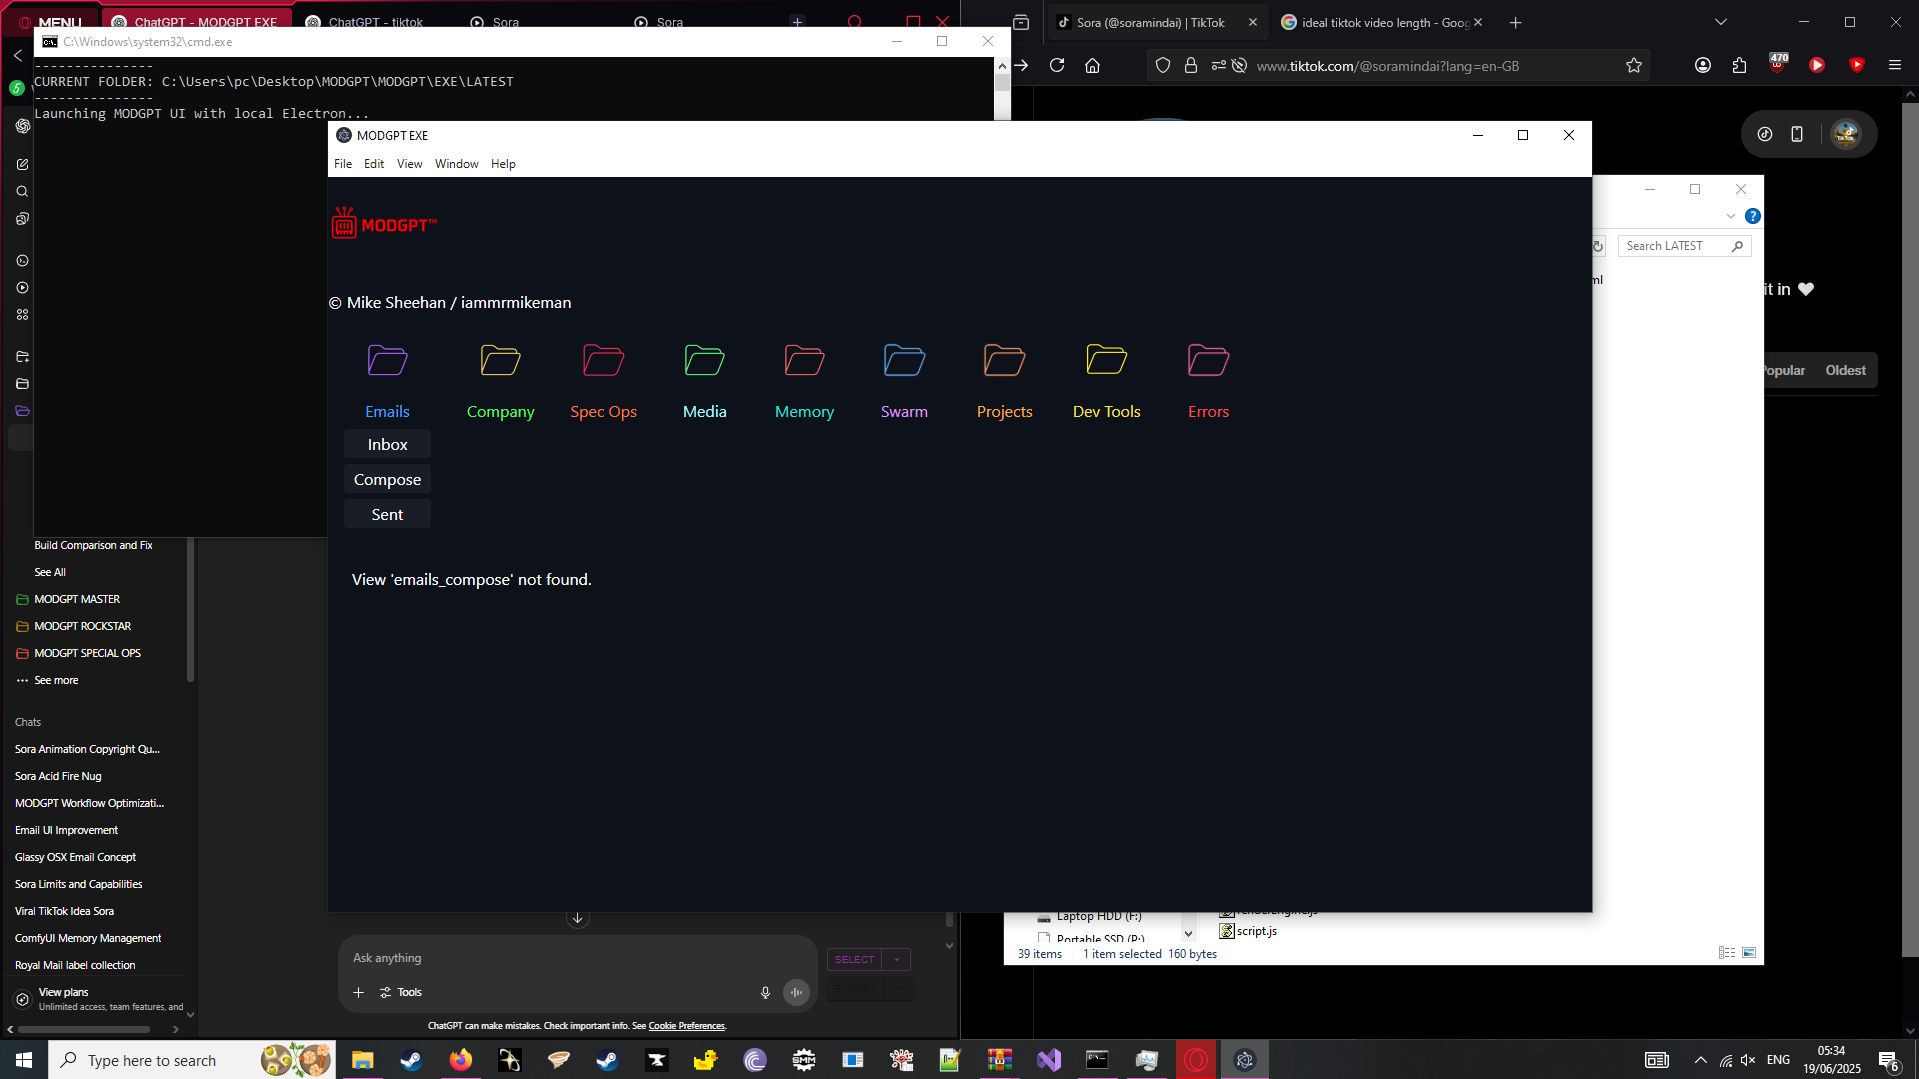 MENU
ChatGPT - MODGPT EXE
ChatGPT - tiktok
Sora
Sora
Sora (@soramindai) | TikTok
ideal tiktok video length - Goog
C:\Windows\system32\cmd.exe
www.tiktok.com/@soramindai?lang=en-GB
470
---------------
CURRENT FOLDER: C:\Users\pc\Desktop\MODGPT\MODGPT\EXE\LATEST
---------------
Launching MODGPT UI with local Electron...
MODGPT EXE
File Edit View Window Help
MODGPT™
© Mike Sheehan / iammrmikeman
Emails
Company
Spec Ops
Media
Memory
Swarm
Projects
Dev Tools
Errors
Inbox
Compose
Sent
View 'emails_compose' not found.
Search LATEST
ml
it in
Popular
Oldest
Build Comparison and Fix
See All
MODGPT MASTER
MODGPT ROCKSTAR
MODGPT SPECIAL OPS
See more
Chats
Sora Animation Copyright Qu...
Sora Acid Fire Nug
MODGPT Workflow Optimizati...
Email UI Improvement
Glassy OSX Email Concept
Sora Limits and Capabilities
Viral TikTok Idea Sora
ComfyUI Memory Management
Royal Mail label collection
View plans
Unlimited access, team features, and
Ask anything
Tools
SELECT
ChatGPT can make mistakes. Check important info. See Cookie Preferences.
Laptop HDD (F:)
Portable SSD (P:)
script.js
39 items
1 item selected 160 bytes
Type here to search
SMM
ENG
05:34
19/06/2025
6